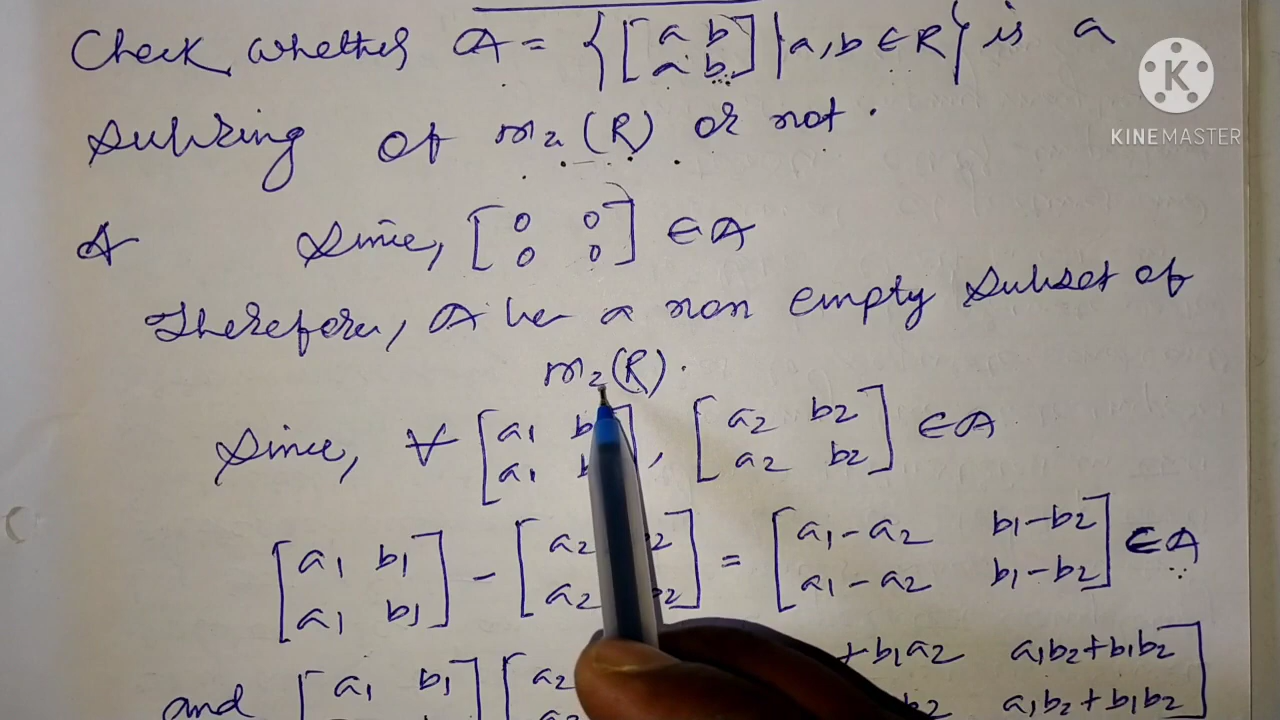 Check whether A = { [ a b ; a b ] | a, b ∈ R } is a
subring of m₂(R) or not.
KINEMASTER
A Since, [ 0 0 ; 0 0 ] ∈ A
Therefore, A be a non empty subset of
m₂(R).
Since, ∀ [ a₁ b ; a₁ b ], [ a₂ b₂ ; a₂ b₂ ] ∈ A
[ a₁ b₁ ; a₁ b₁ ] − [ a₂ b₂ ; a₂ b₂ ] = [ a₁−a₂ b₁−b₂ ; a₁−a₂ b₁−b₂ ] ∈ A
and [ a₁ b₁ ] [ a₂ +b₁a₂ a₁b₂+b₁b₂ ; a₁b₂+b₁b₂ ]